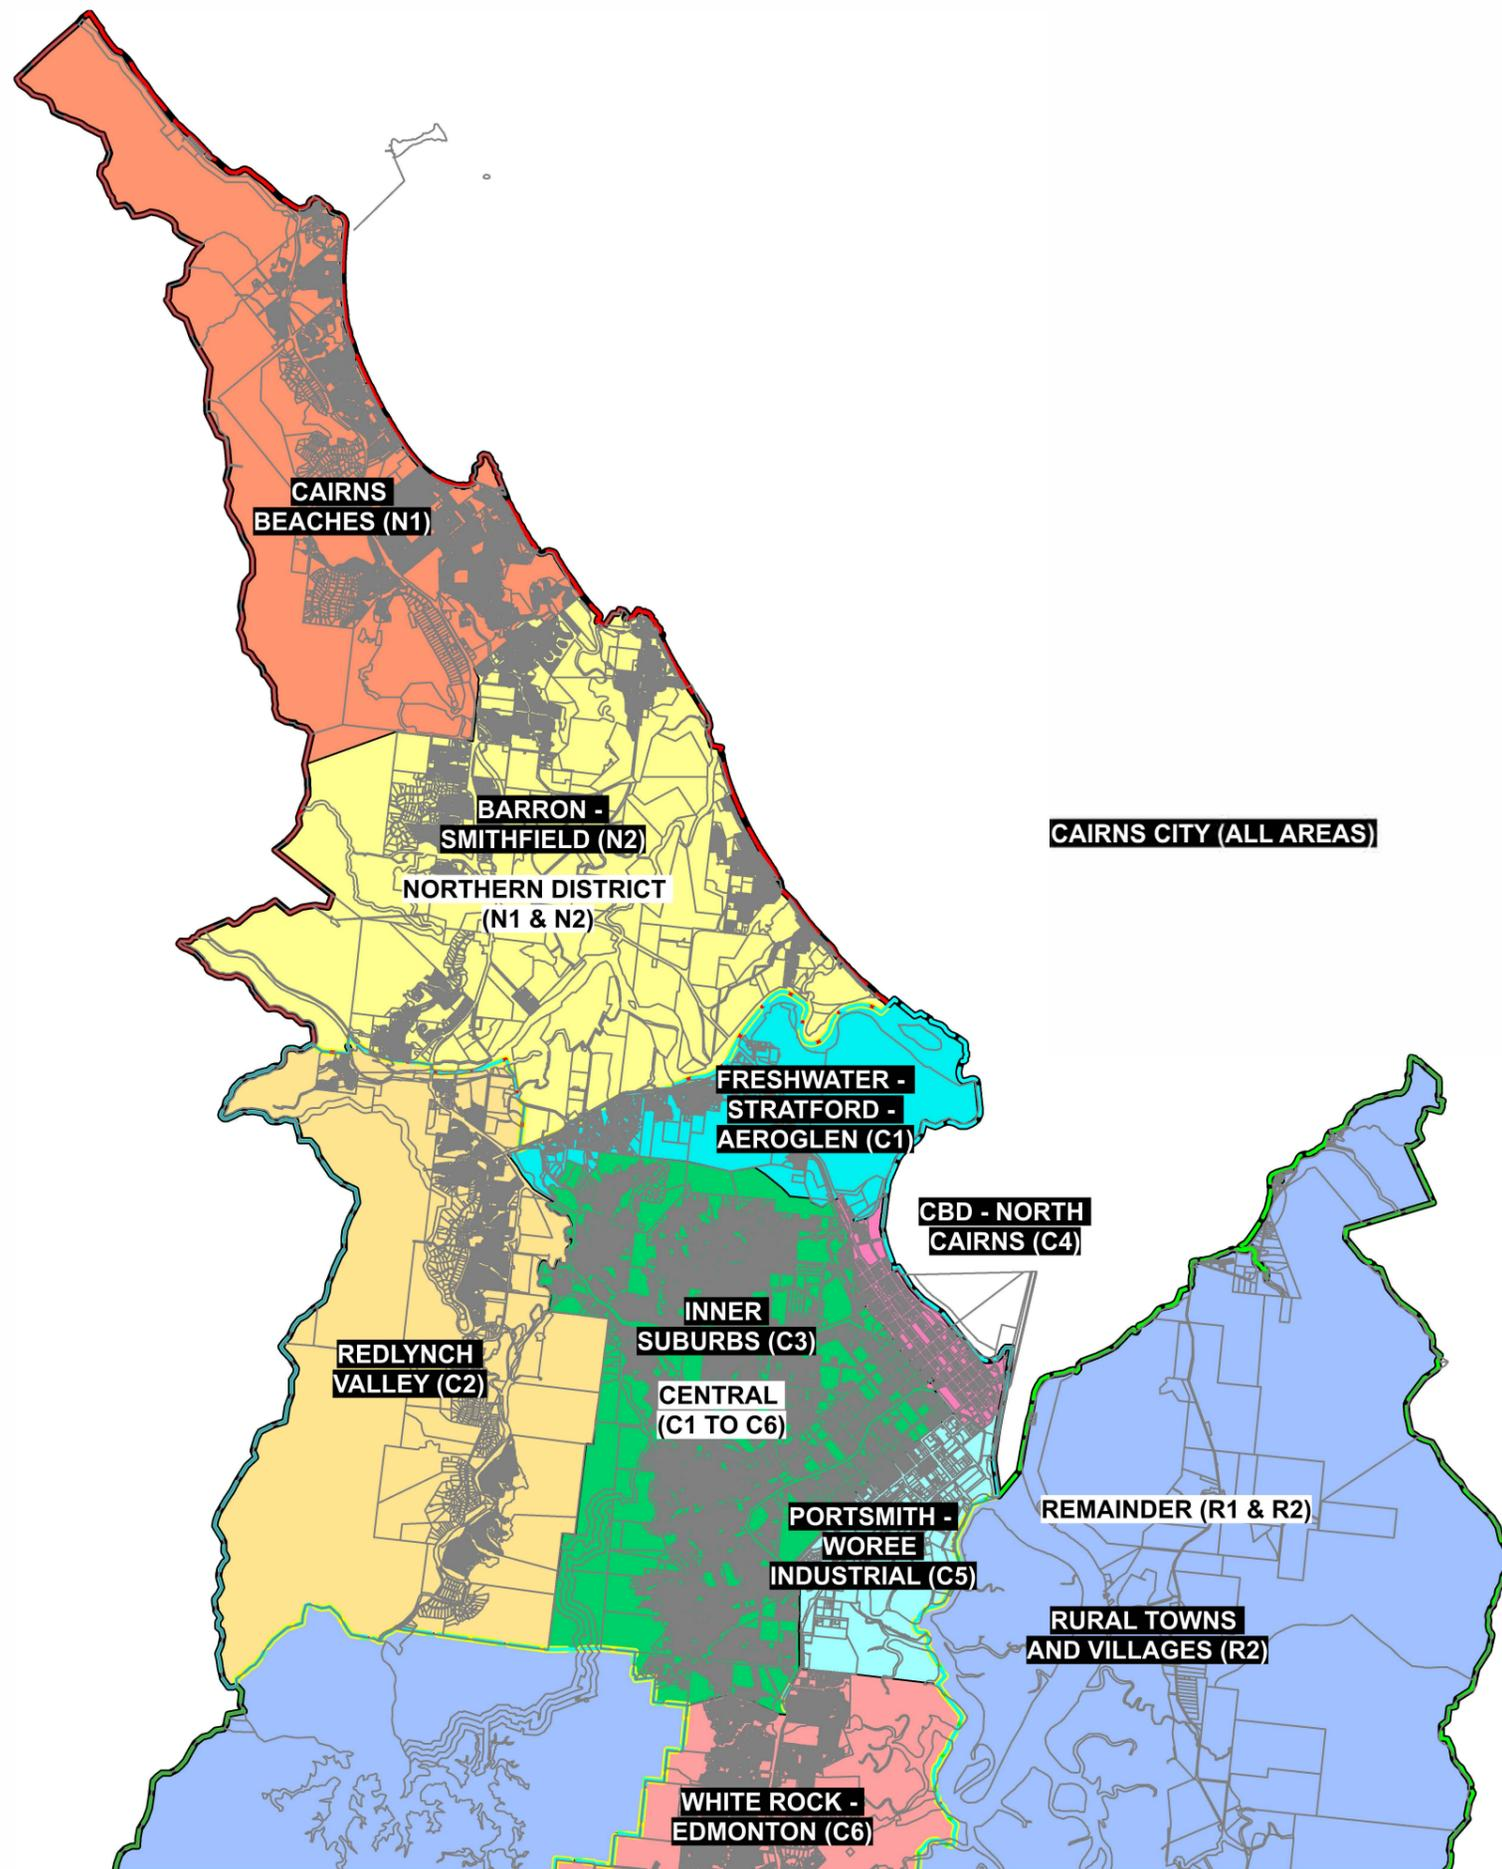 CAIRNS
BEACHES (N1)
BARRON -
SMITHFIELD (N2)
CAIRNS CITY (ALL AREAS)
NORTHERN DISTRICT
(N1 & N2)
FRESHWATER -
STRATFORD -
AEROGLEN (C1)
CBD - NORTH
CAIRNS (C4)
INNER
SUBURBS (C3)
REDLYNCH
VALLEY (C2)
CENTRAL
(C1 TO C6)
REMAINDER (R1 & R2)
PORTSMITH -
WOREE
INDUSTRIAL (C5)
RURAL TOWNS
AND VILLAGES (R2)
WHITE ROCK -
EDMONTON (C6)